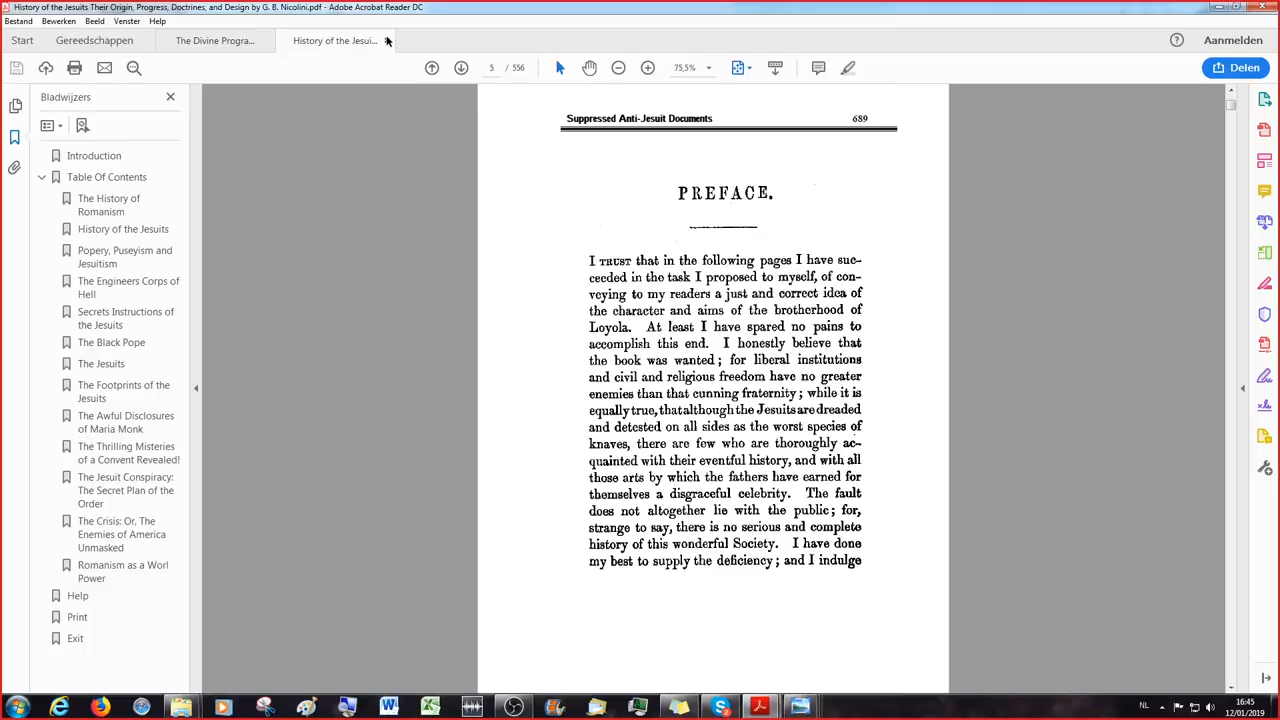 History of the Jesuits Their Origin, Progress, Doctrines, and Design by G. B. Nicolini.pdf - Adobe Acrobat Reader DC
Bestand Bewerken Beeld Venster Help
Start Gereedschappen The Divine Progra... History of the Jesui... Aanmelden
5 / 556 75,5% Delen
Bladwijzers
Introduction
Table Of Contents
The History of
Romanism
History of the Jesuits
Popery, Puseyism and
Jesuitism
The Engineers Corps of
Hell
Secrets Instructions of
the Jesuits
The Black Pope
The Jesuits
The Footprints of the
Jesuits
The Awful Disclosures
of Maria Monk
The Thrilling Misteries
of a Convent Revealed!
The Jesuit Conspiracy:
The Secret Plan of the
Order
The Crisis: Or, The
Enemies of America
Unmasked
Romanism as a Worl
Power
Help
Print
Exit
Suppressed Anti-Jesuit Documents 689
PREFACE.
I TRUST that in the following pages I have suc-
ceeded in the task I proposed to myself, of con-
veying to my readers a just and correct idea of
the character and aims of the brotherhood of
Loyola. At least I have spared no pains to
accomplish this end. I honestly believe that
the book was wanted; for liberal institutions
and civil and religious freedom have no greater
enemies than that cunning fraternity; while it is
equally true, that although the Jesuits are dreaded
and detested on all sides as the worst species of
knaves, there are few who are thoroughly ac-
quainted with their eventful history, and with all
those arts by which the fathers have earned for
themselves a disgraceful celebrity. The fault
does not altogether lie with the public; for,
strange to say, there is no serious and complete
history of this wonderful Society. I have done
my best to supply the deficiency; and I indulge
NL 16:45
12/01/2019